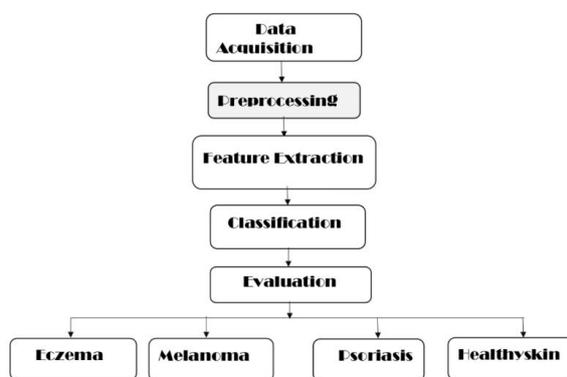 Data
Acquisition
Preprocessing
Feature Extraction
Classification
Evaluation
Eczema
Melanoma
Psoriasis
Healthyskin